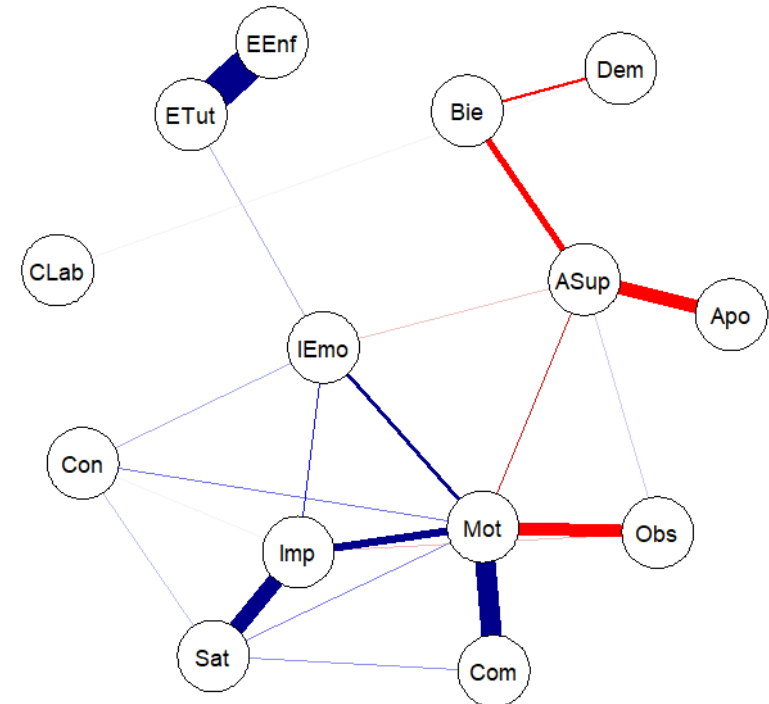 EEnf
Dem
ETut
Bie
CLab
ASup
Apo
IEmo
Con
Mot
Obs
Imp
Sat
Com